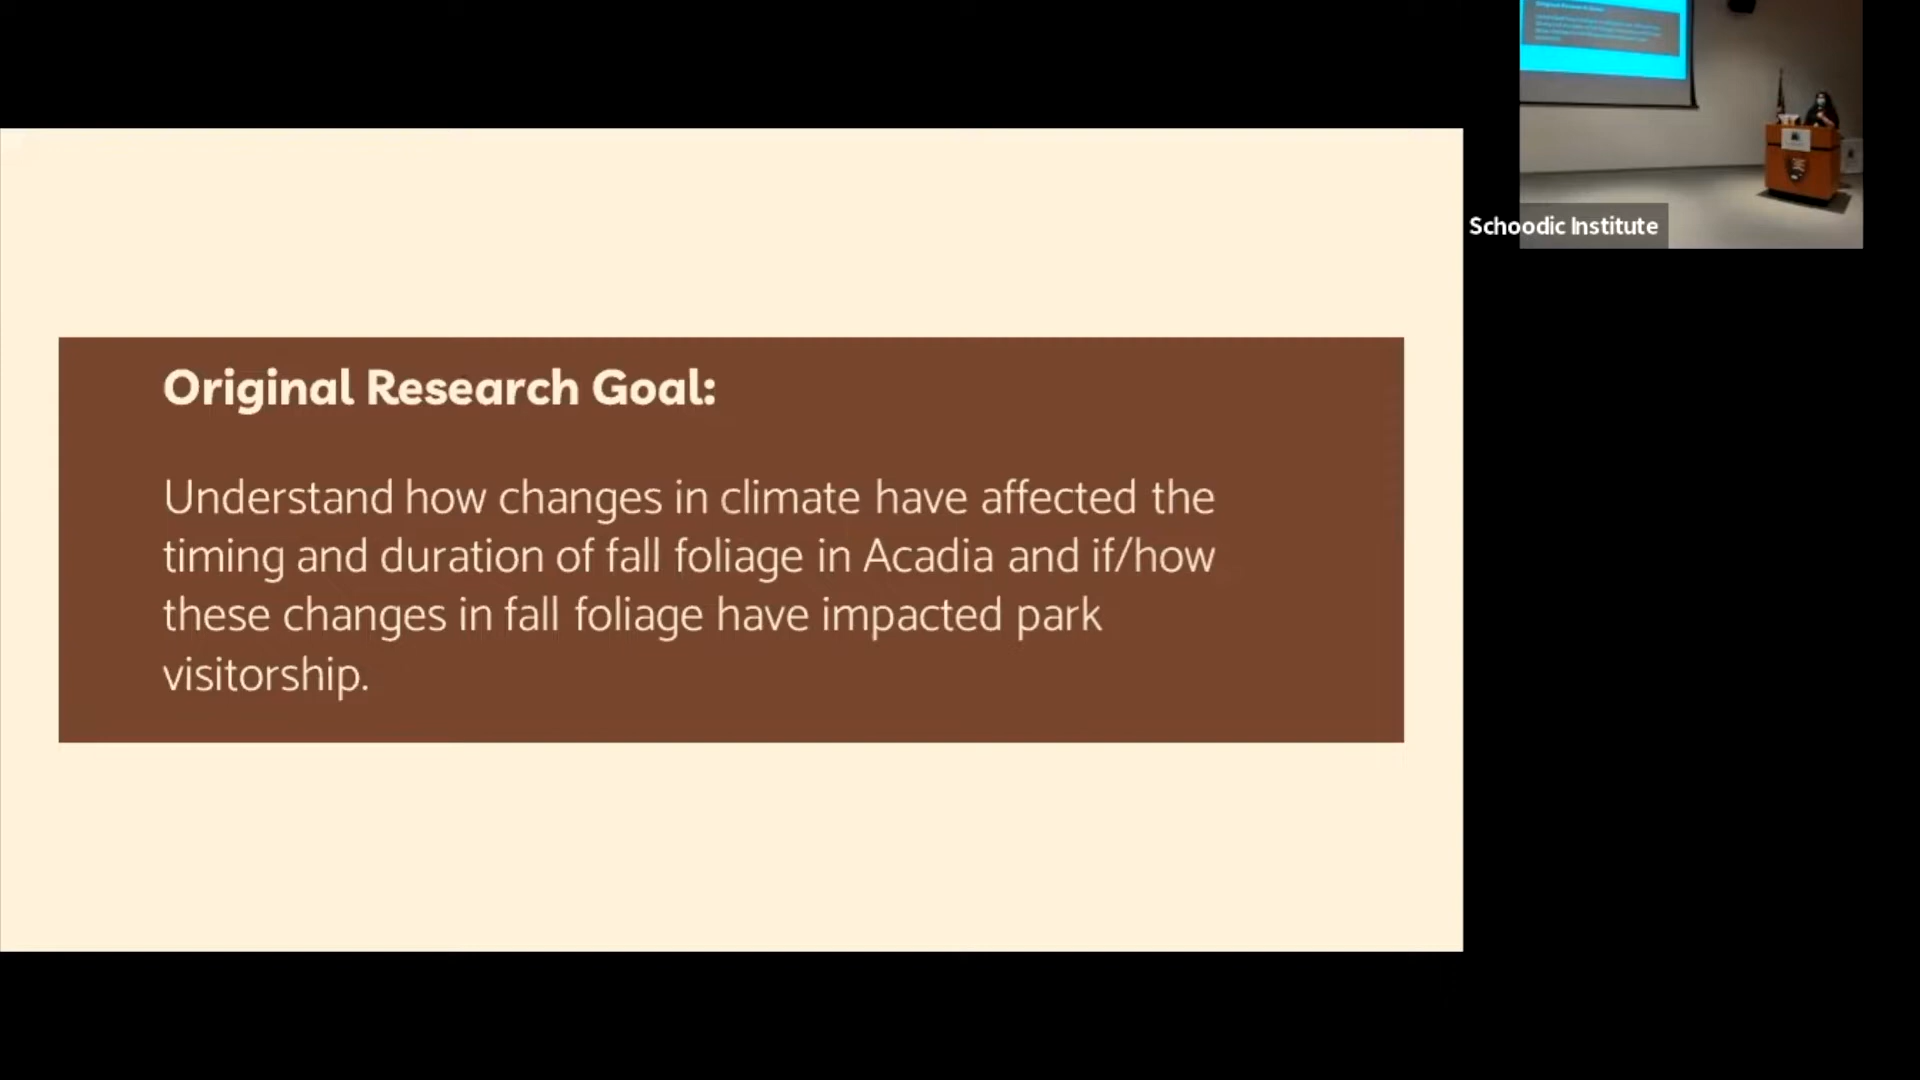 Original Research Goal:
Understand how changes in climate have affected the
timing and duration of fall foliage in Acadia and if/how
these changes in fall foliage have impacted park
visitorship.
Schoodic Institute